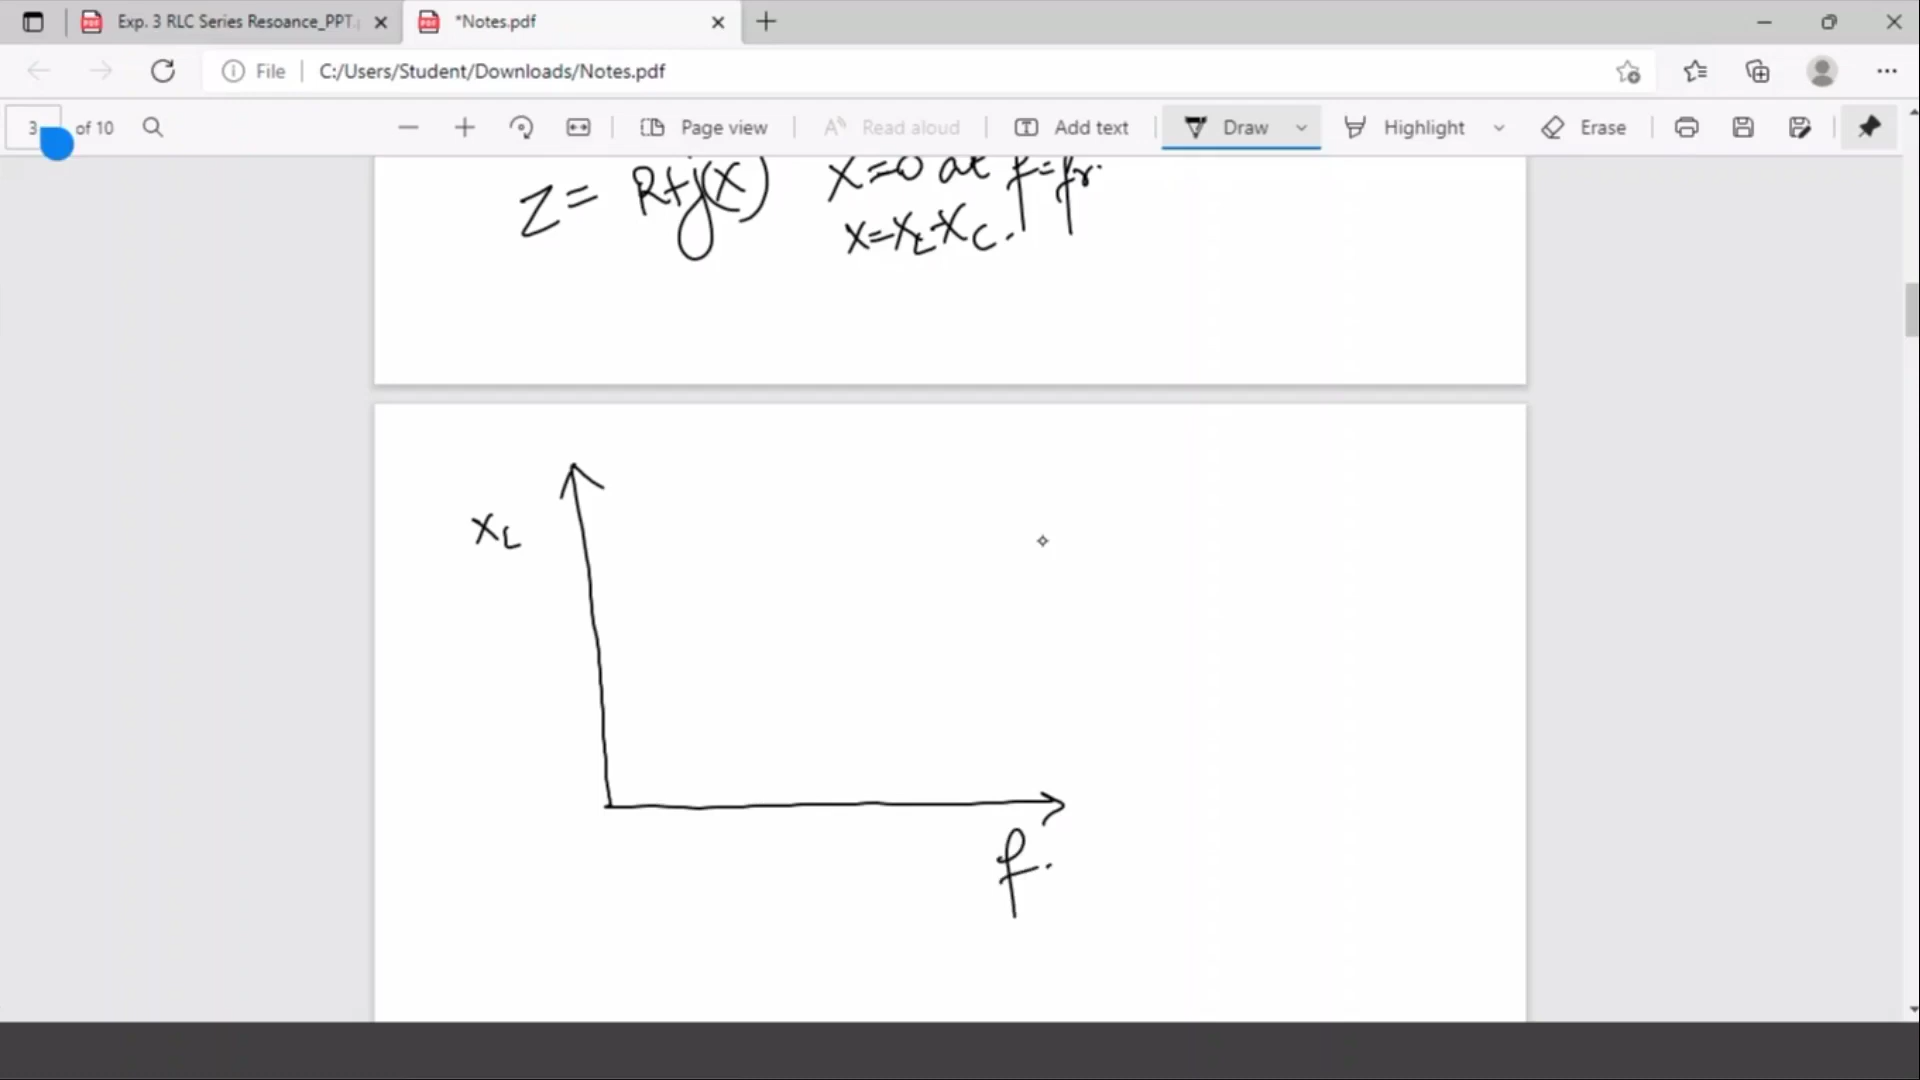 Exp. 3 RLC Series Resoance_PPT.p
*Notes.pdf
File
C:/Users/Student/Downloads/Notes.pdf
3 of 10
Page view
Read aloud
Add text
Draw
Highlight
Erase
Z = R+j(X) X=0 at f=fr.
X=XL-XC.
XL
f.